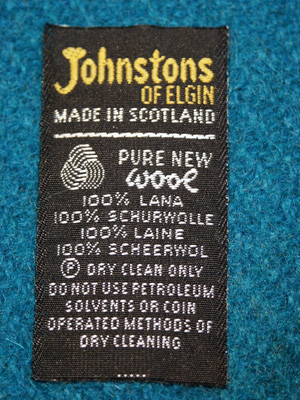 Johnstons
OF ELGIN
MADE IN SCOTLAND
PURE NEW
wool
100% LANA
100% SCHURWOLLE
100% LAINE
100% SCHEERWOL
Ⓟ DRY CLEAN ONLY
DO NOT USE PETROLEUM
SOLVENTS OR COIN
OPERATED METHODS OF
DRY CLEANING